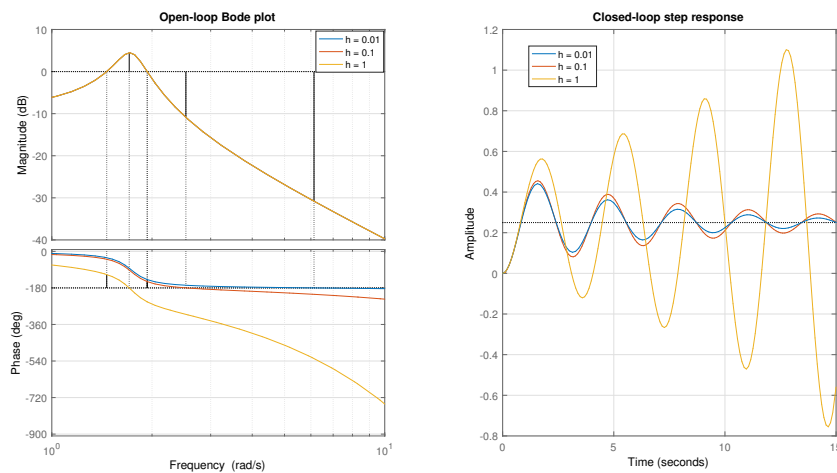 Open-loop Bode plot
h = 0.01
h = 0.1
h = 1
10
0
-10
-20
-30
-40
Magnitude (dB)
0
-180
-360
-540
-720
-900
Phase (deg)
10^0
10^1
Frequency (rad/s)
Closed-loop step response
h = 0.01
h = 0.1
h = 1
1.2
1
0.8
0.6
0.4
0.2
0
-0.2
-0.4
-0.6
-0.8
Amplitude
0
5
10
15
Time (seconds)